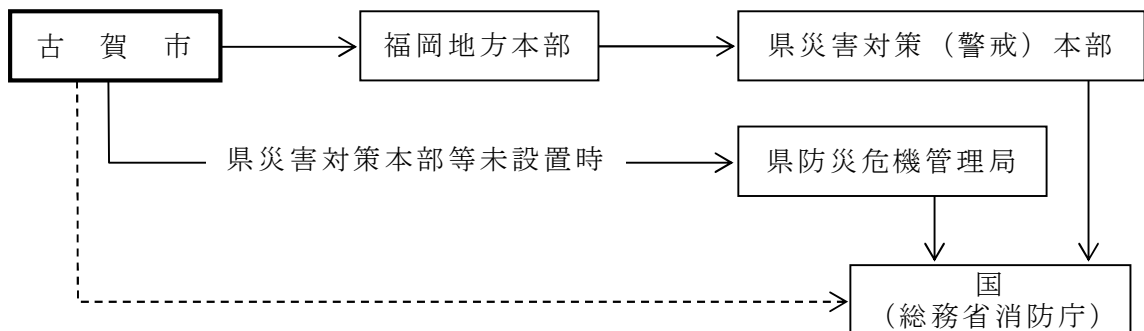 古賀市
福岡地方本部
県災害対策（警戒）本部
県災害対策本部等未設置時
県防災危機管理局
国
（総務省消防庁）